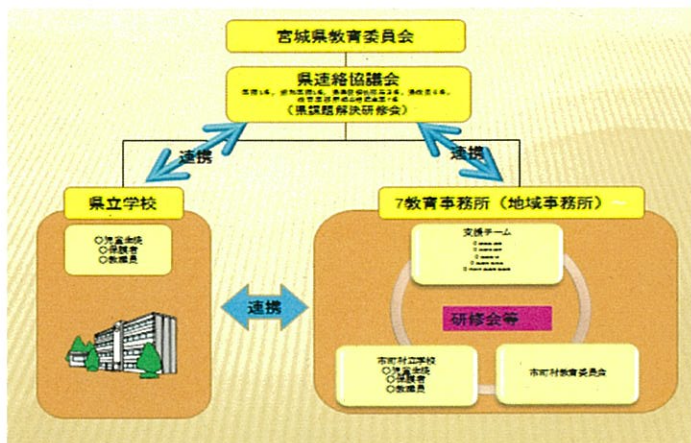 宮城県教育委員会
県連絡協議会
(県課題解決研修会)
連携
連携
県立学校
7教育事務所(地域事務所)
○児童生徒
○保護者
○教職員
支援チーム
連携
研修会等
市町村立学校
○児童生徒
○保護者
○教職員
市町村教育委員会